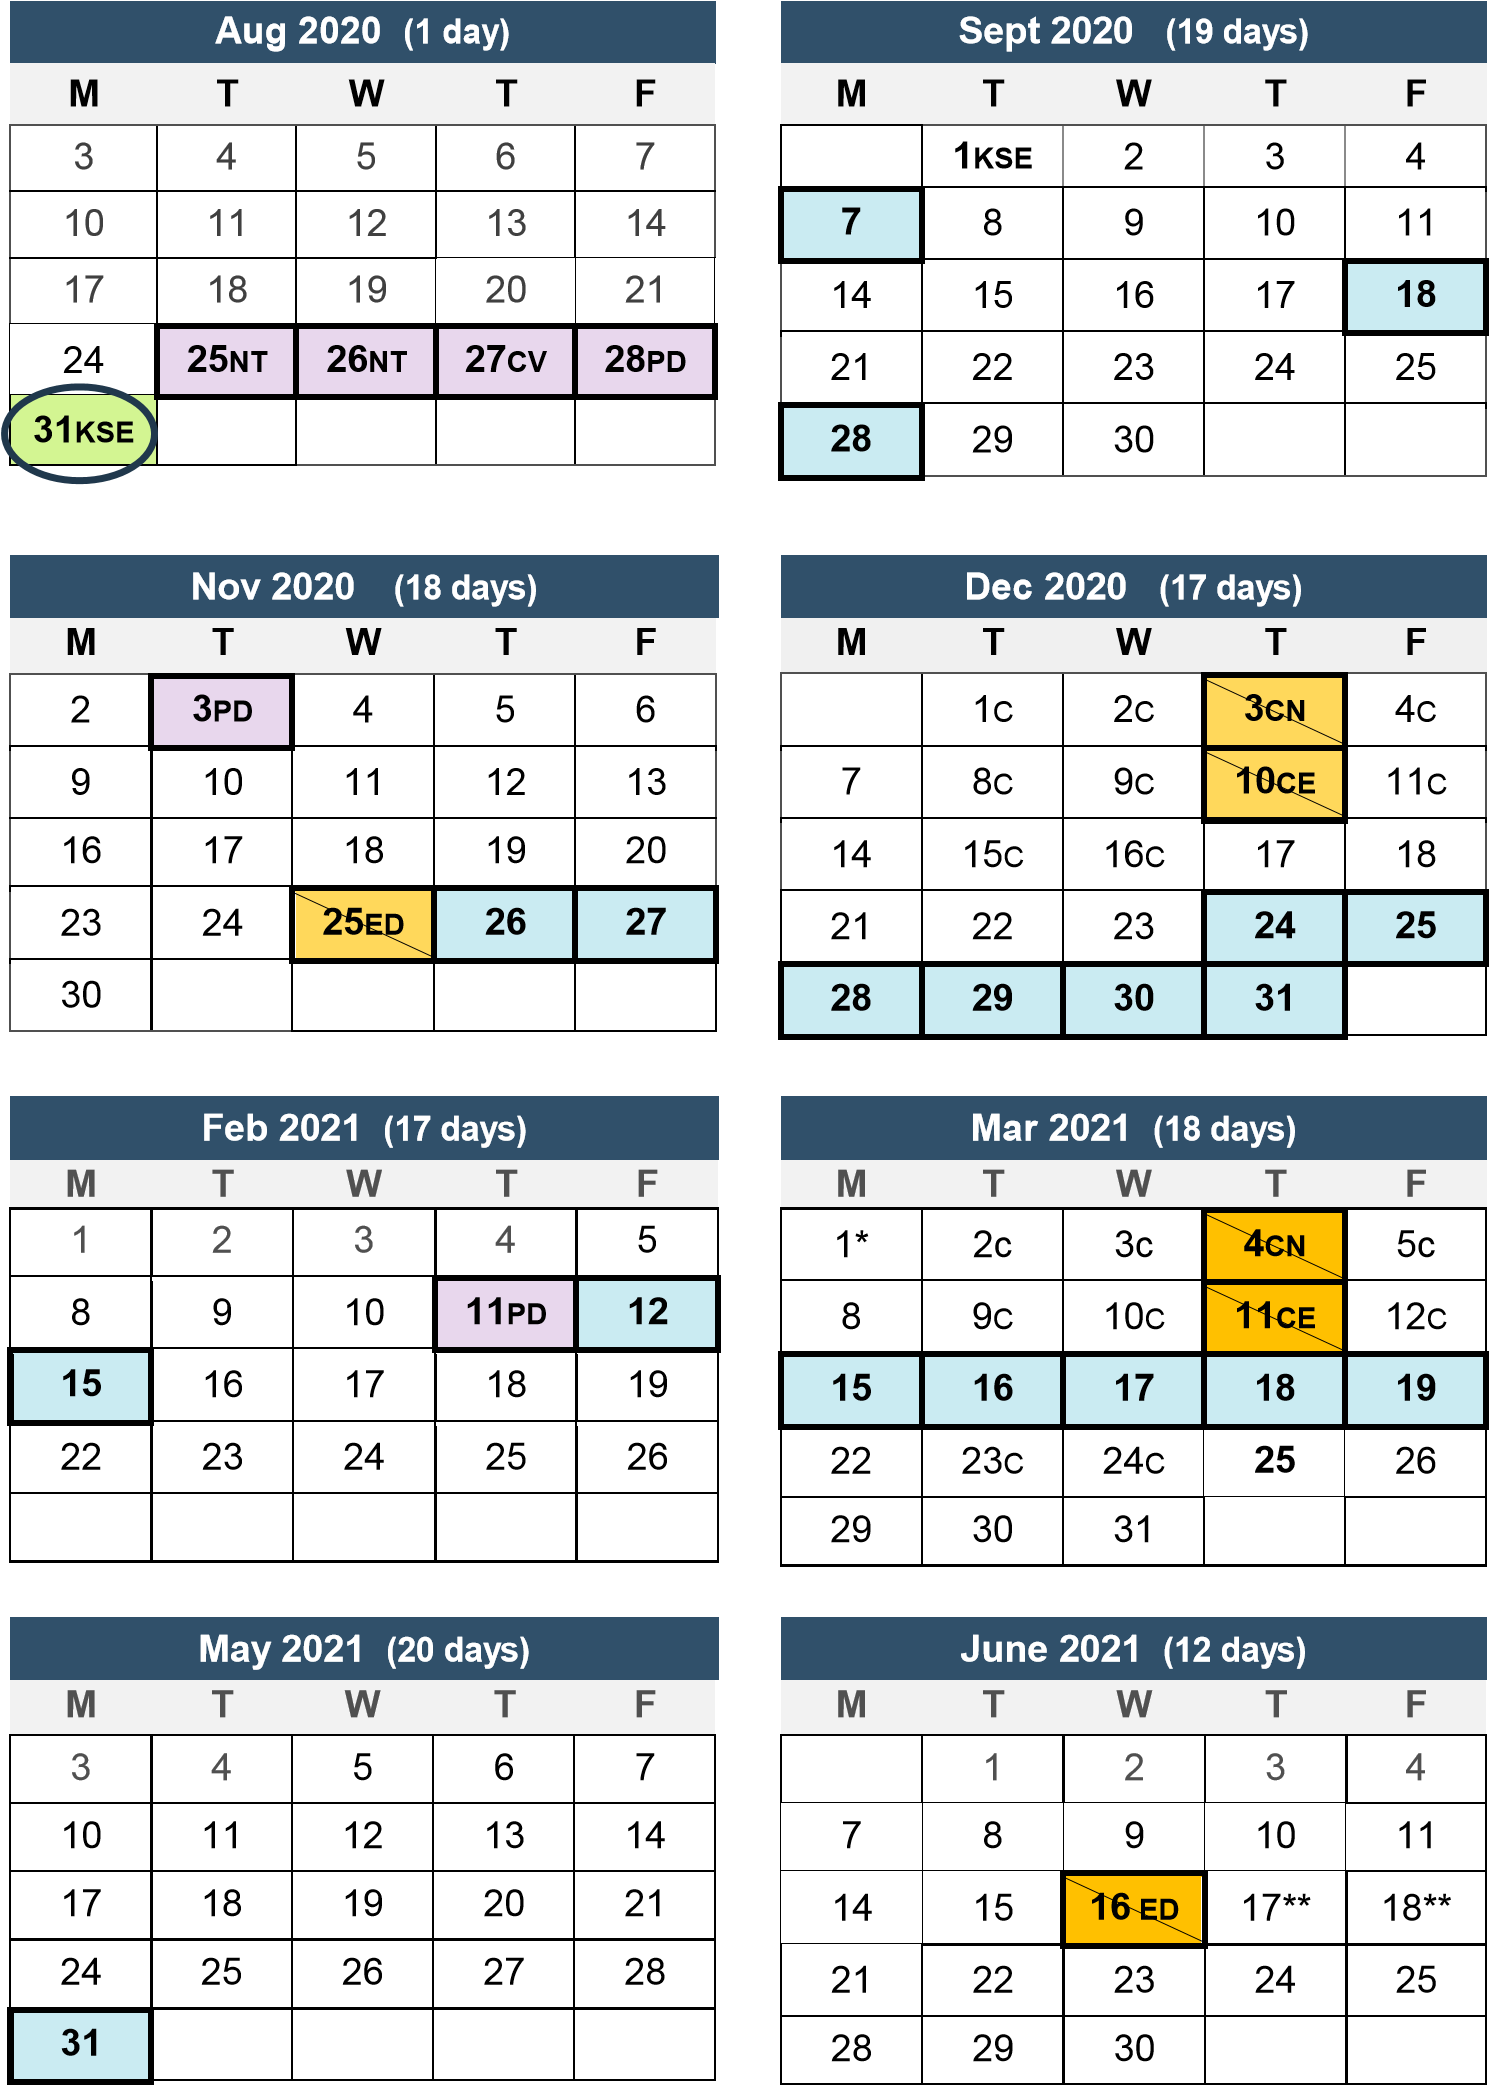 Aug 2020 (1 day)
M T W T F
3 4 5 6 7
10 11 12 13 14
17 18 19 20 21
24 25NT 26NT 27CV 28PD
31KSE
Sept 2020 (19 days)
M T W T F
1KSE 2 3 4
7 8 9 10 11
14 15 16 17 18
21 22 23 24 25
28 29 30
Nov 2020 (18 days)
M T W T F
2 3PD 4 5 6
9 10 11 12 13
16 17 18 19 20
23 24 25ED 26 27
30
Dec 2020 (17 days)
M T W T F
1C 2C 3CN 4C
7 8C 9C 10CE 11C
14 15C 16C 17 18
21 22 23 24 25
28 29 30 31
Feb 2021 (17 days)
M T W T F
1 2 3 4 5
8 9 10 11PD 12
15 16 17 18 19
22 23 24 25 26
Mar 2021 (18 days)
M T W T F
1* 2c 3c 4CN 5c
8 9C 10C 11CE 12C
15 16 17 18 19
22 23C 24C 25 26
29 30 31
May 2021 (20 days)
M T W T F
3 4 5 6 7
10 11 12 13 14
17 18 19 20 21
24 25 26 27 28
31
June 2021 (12 days)
M T W T F
1 2 3 4
7 8 9 10 11
14 15 16 ED 17** 18**
21 22 23 24 25
28 29 30